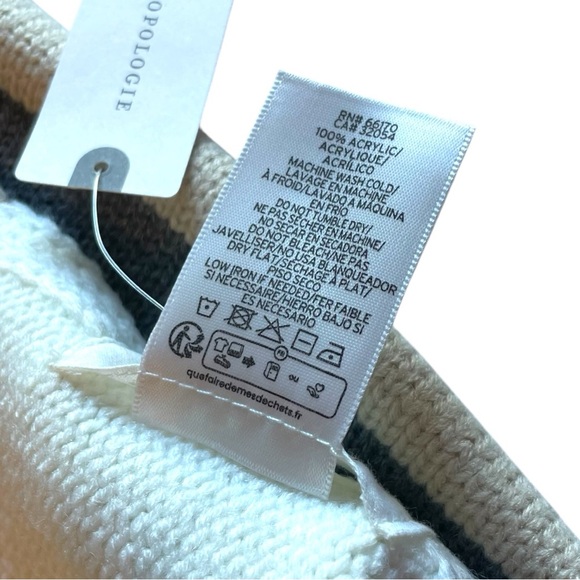 OPOLOGIE
RN# 66170
CA# 32054
100% ACRYLIC/
ACRYLIQUE/
ACRÍLICO
MACHINE WASH COLD/
LAVAGE EN MACHINE
À FROID/LAVADO A MÁQUINA
EN FRÍO
DO NOT TUMBLE DRY/
NE PAS SÉCHER EN MACHINE/
NO SECAR EN SECADORA
DO NOT BLEACH/NE PAS
JAVELLISER/NO USA BLANQUEADOR
DRY FLAT/SÉCHAGE À PLAT/
PISO SECO
LOW IRON IF NEEDED/FER FAIBLE
SI NÉCESSAIRE/HIERRO BAJO SI
ES NECESARIO
FR
OU
quefairedemesdechets.fr